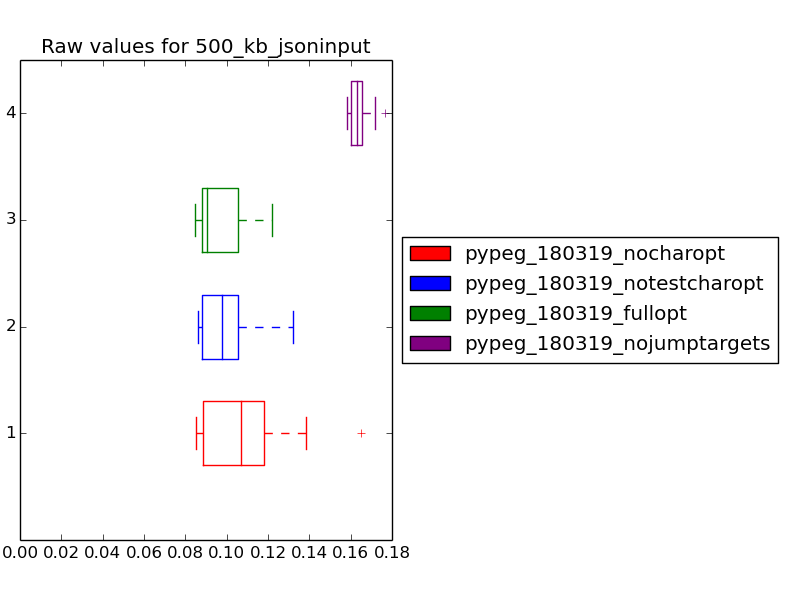 Raw values for 500_kb_jsoninput
4
3
2
1
0.00 0.02 0.04 0.06 0.08 0.10 0.12 0.14 0.16 0.18
pypeg_180319_nocharopt
pypeg_180319_notestcharopt
pypeg_180319_fullopt
pypeg_180319_nojumptargets